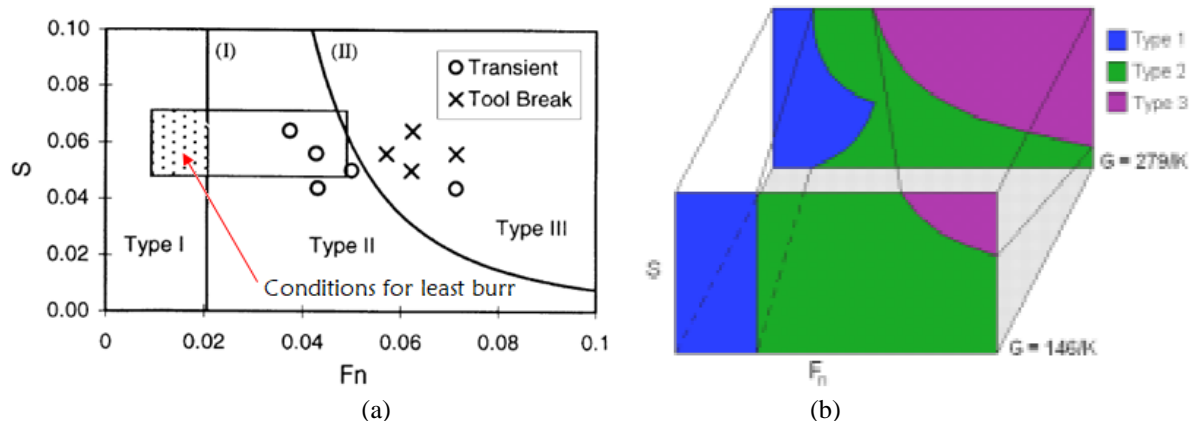 0.10
0.08
0.06
0.04
0.02
0.00
S
(I)
(II)
Transient
Tool Break
Type I
Type II
Type III
Conditions for least burr
0
0.02
0.04
0.06
0.08
0.1
Fn
(a)
Type 1
Type 2
Type 3
G = 279/K
S
G = 146/K
Fn
(b)